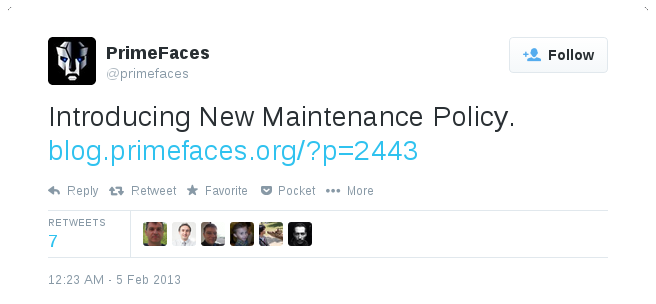 PrimeFaces
@primefaces
Follow
Introducing New Maintenance Policy.
blog.primefaces.org/?p=2443
Reply Retweet Favorite Pocket More
RETWEETS
7
12:23 AM - 5 Feb 2013